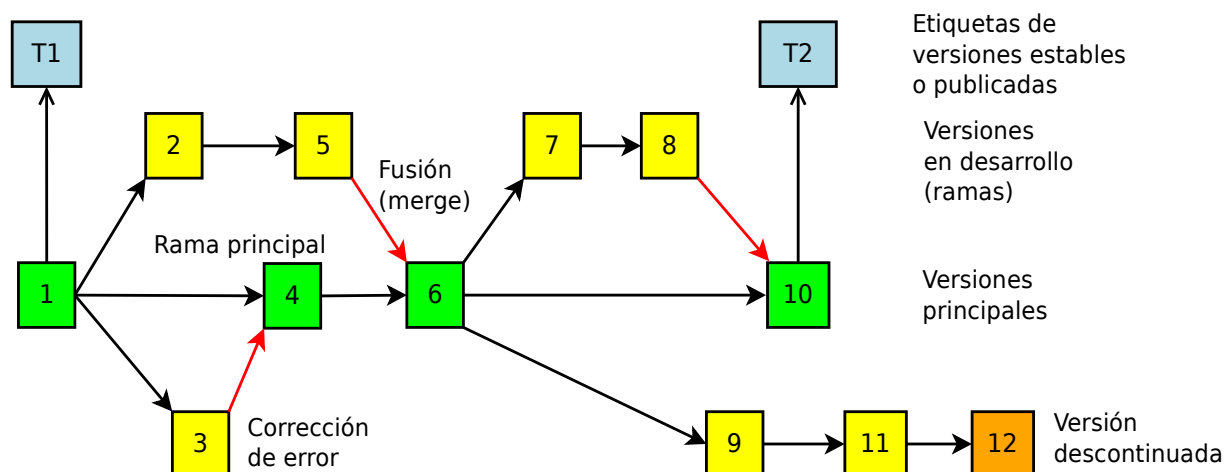 T1
T2
Etiquetas de
versiones estables
o publicadas
2
5
7
8
Versiones
en desarrollo
(ramas)
Fusión
(merge)
Rama principal
1
4
6
10
Versiones
principales
3
Corrección
de error
9
11
12
Versión
descontinuada